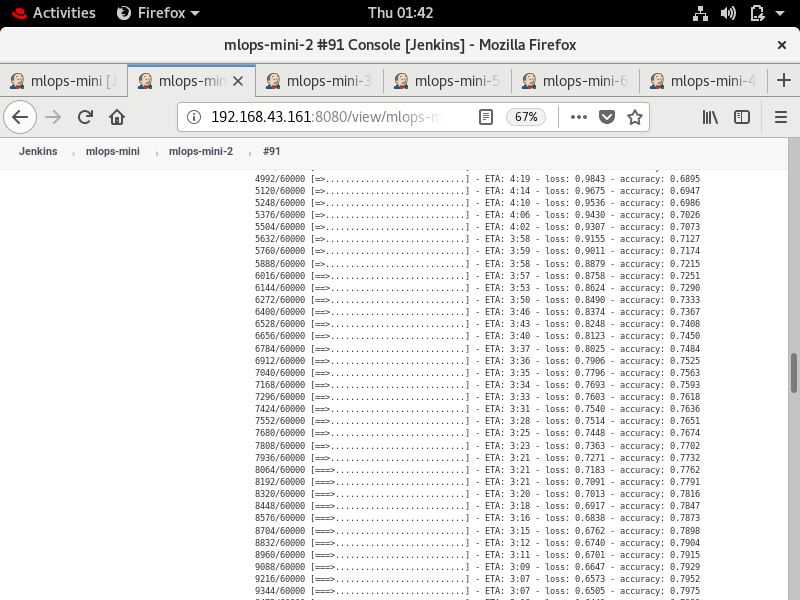 Activities Firefox Thu 01:42
mlops-mini-2 #91 Console [Jenkins] - Mozilla Firefox
mlops-mini [J mlops-min mlops-mini-3 mlops-mini-5 mlops-mini-6 mlops-mini-4
192.168.43.161:8080/view/mlops-m 67%
Jenkins mlops-mini mlops-mini-2 #91
4992/60000 [=>............................] - ETA: 4:19 - loss: 0.9843 - accuracy: 0.6895
5120/60000 [=>............................] - ETA: 4:14 - loss: 0.9675 - accuracy: 0.6947
5248/60000 [=>............................] - ETA: 4:10 - loss: 0.9536 - accuracy: 0.6986
5376/60000 [=>............................] - ETA: 4:06 - loss: 0.9430 - accuracy: 0.7026
5504/60000 [=>............................] - ETA: 4:02 - loss: 0.9307 - accuracy: 0.7073
5632/60000 [=>............................] - ETA: 3:58 - loss: 0.9155 - accuracy: 0.7127
5760/60000 [=>............................] - ETA: 3:59 - loss: 0.9011 - accuracy: 0.7174
5888/60000 [=>............................] - ETA: 3:58 - loss: 0.8879 - accuracy: 0.7215
6016/60000 [==>...........................] - ETA: 3:57 - loss: 0.8758 - accuracy: 0.7251
6144/60000 [==>...........................] - ETA: 3:53 - loss: 0.8624 - accuracy: 0.7290
6272/60000 [==>...........................] - ETA: 3:50 - loss: 0.8490 - accuracy: 0.7333
6400/60000 [==>...........................] - ETA: 3:46 - loss: 0.8374 - accuracy: 0.7367
6528/60000 [==>...........................] - ETA: 3:43 - loss: 0.8248 - accuracy: 0.7408
6656/60000 [==>...........................] - ETA: 3:40 - loss: 0.8123 - accuracy: 0.7450
6784/60000 [==>...........................] - ETA: 3:37 - loss: 0.8025 - accuracy: 0.7484
6912/60000 [==>...........................] - ETA: 3:36 - loss: 0.7906 - accuracy: 0.7525
7040/60000 [==>...........................] - ETA: 3:35 - loss: 0.7796 - accuracy: 0.7563
7168/60000 [==>...........................] - ETA: 3:34 - loss: 0.7693 - accuracy: 0.7593
7296/60000 [==>...........................] - ETA: 3:33 - loss: 0.7603 - accuracy: 0.7618
7424/60000 [==>...........................] - ETA: 3:31 - loss: 0.7540 - accuracy: 0.7636
7552/60000 [==>...........................] - ETA: 3:28 - loss: 0.7514 - accuracy: 0.7651
7680/60000 [==>...........................] - ETA: 3:25 - loss: 0.7448 - accuracy: 0.7674
7808/60000 [==>...........................] - ETA: 3:23 - loss: 0.7363 - accuracy: 0.7702
7936/60000 [==>...........................] - ETA: 3:21 - loss: 0.7271 - accuracy: 0.7732
8064/60000 [===>..........................] - ETA: 3:21 - loss: 0.7183 - accuracy: 0.7762
8192/60000 [===>..........................] - ETA: 3:21 - loss: 0.7091 - accuracy: 0.7791
8320/60000 [===>..........................] - ETA: 3:20 - loss: 0.7013 - accuracy: 0.7816
8448/60000 [===>..........................] - ETA: 3:18 - loss: 0.6917 - accuracy: 0.7847
8576/60000 [===>..........................] - ETA: 3:16 - loss: 0.6838 - accuracy: 0.7873
8704/60000 [===>..........................] - ETA: 3:15 - loss: 0.6762 - accuracy: 0.7898
8832/60000 [===>..........................] - ETA: 3:12 - loss: 0.6740 - accuracy: 0.7904
8960/60000 [===>..........................] - ETA: 3:11 - loss: 0.6701 - accuracy: 0.7915
9088/60000 [===>..........................] - ETA: 3:09 - loss: 0.6647 - accuracy: 0.7929
9216/60000 [===>..........................] - ETA: 3:07 - loss: 0.6573 - accuracy: 0.7952
9344/60000 [===>..........................] - ETA: 3:07 - loss: 0.6505 - accuracy: 0.7975